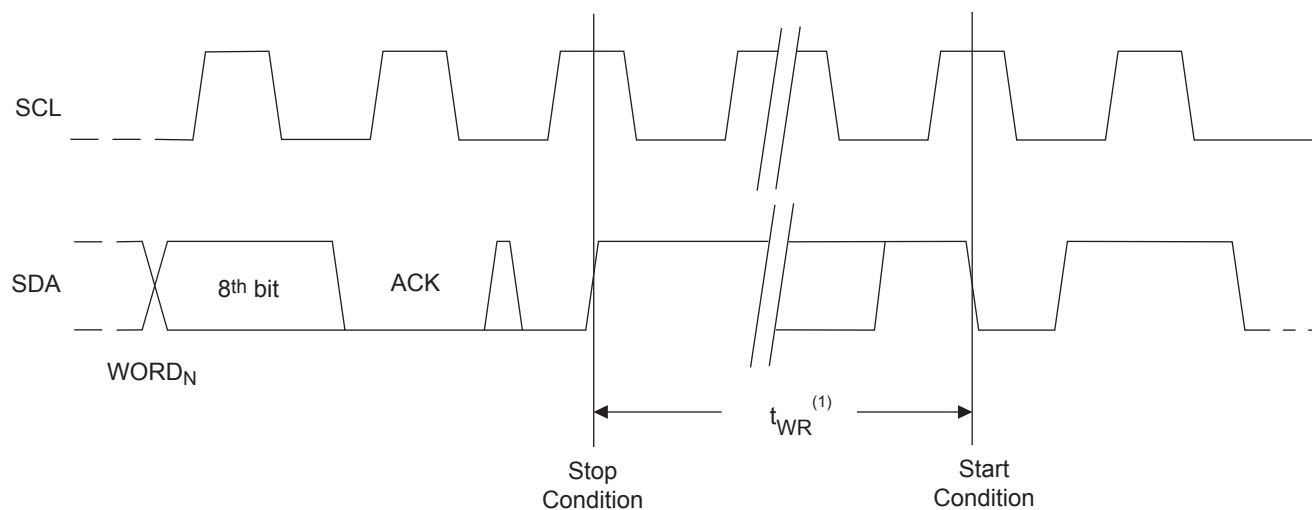 SCL
SDA
8th bit
ACK
WORDN
tWR(1)
Stop
Condition
Start
Condition